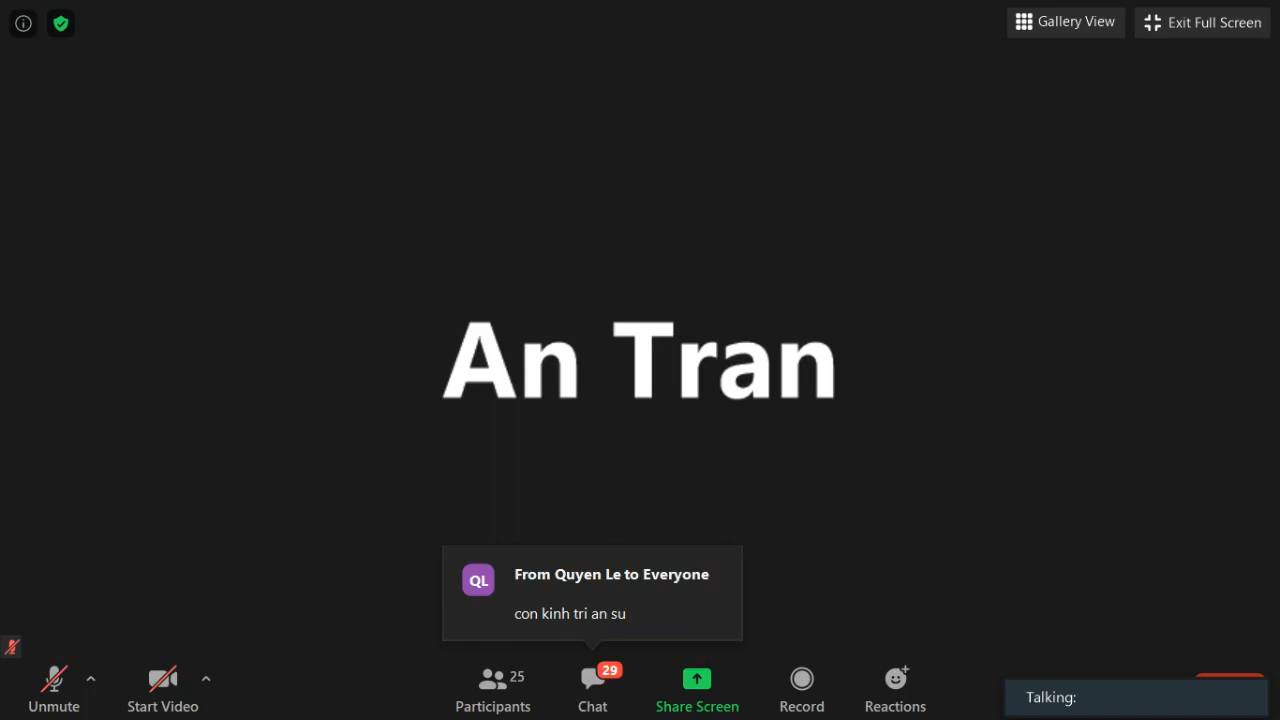 Gallery View
Exit Full Screen
An Tran
QL
From Quyen Le to Everyone
con kinh tri an su
Unmute
Start Video
25
Participants
29
Chat
Share Screen
Record
Reactions
Talking: